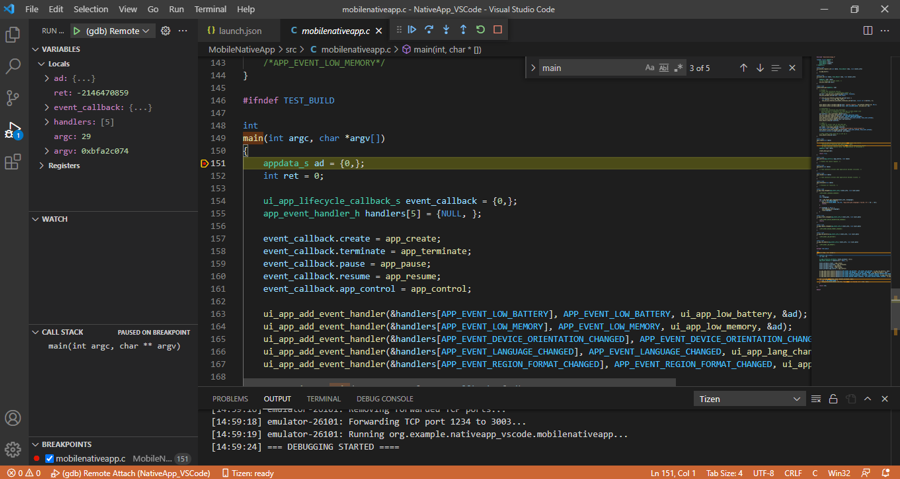 File Edit Selection View Go Run Terminal Help
mobilenativeapp.c - NativeApp_VSCode - Visual Studio Code
RUN ... (gdb) Remote
launch.json
mobilenativeapp.c
MobileNativeApp > src > C mobilenativeapp.c > main(int, char * [])
VARIABLES
Locals
ad: {...}
ret: -2146470859
event_callback: {...}
handlers: [5]
argc: 29
argv: 0xbfa2c074
Registers
WATCH
CALL STACK PAUSED ON BREAKPOINT
main(int argc, char ** argv)
BREAKPOINTS
mobilenativeapp.c MobileN... 151
1
main Aa Ab 3 of 5
143 /*APP_EVENT_LOW_MEMORY*/
144 }
145
146 #ifndef TEST_BUILD
147
148 int
149 main(int argc, char *argv[])
150 {
151 appdata_s ad = {0,};
152 int ret = 0;
153
154 ui_app_lifecycle_callback_s event_callback = {0,};
155 app_event_handler_h handlers[5] = {NULL, };
156
157 event_callback.create = app_create;
158 event_callback.terminate = app_terminate;
159 event_callback.pause = app_pause;
160 event_callback.resume = app_resume;
161 event_callback.app_control = app_control;
162
163 ui_app_add_event_handler(&handlers[APP_EVENT_LOW_BATTERY], APP_EVENT_LOW_BATTERY, ui_app_low_battery, &ad);
164 ui_app_add_event_handler(&handlers[APP_EVENT_LOW_MEMORY], APP_EVENT_LOW_MEMORY, ui_app_low_memory, &ad);
165 ui_app_add_event_handler(&handlers[APP_EVENT_DEVICE_ORIENTATION_CHANGED], APP_EVENT_DEVICE_ORIENTATION_CHANG
166 ui_app_add_event_handler(&handlers[APP_EVENT_LANGUAGE_CHANGED], APP_EVENT_LANGUAGE_CHANGED, ui_app_lang_chan
167 ui_app_add_event_handler(&handlers[APP_EVENT_REGION_FORMAT_CHANGED], APP_EVENT_REGION_FORMAT_CHANGED, ui_app
168
PROBLEMS OUTPUT TERMINAL DEBUG CONSOLE Tizen
[14:59:18] emulator-26101: Removing forwarded TCP ports...
[14:59:18] emulator-26101: Forwarding TCP port 1234 to 3003...
[14:59:19] emulator-26101: Running org.example.nativeapp_vscode.mobilenativeapp...
[14:59:24] === DEBUGGING STARTED ====
0 0 (gdb) Remote Attach (NativeApp_VSCode) Tizen: ready
Ln 151, Col 1 Tab Size: 4 UTF-8 CRLF C Win32